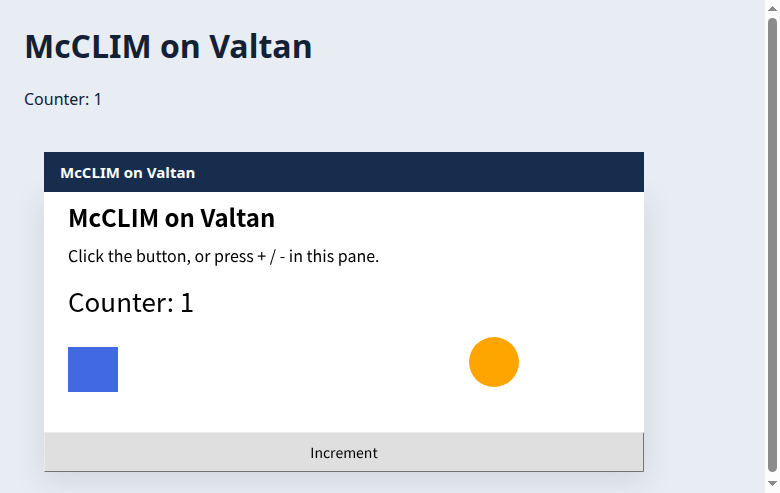 McCLIM on Valtan
Counter: 1
McCLIM on Valtan
McCLIM on Valtan
Click the button, or press + / - in this pane.
Counter: 1
Increment